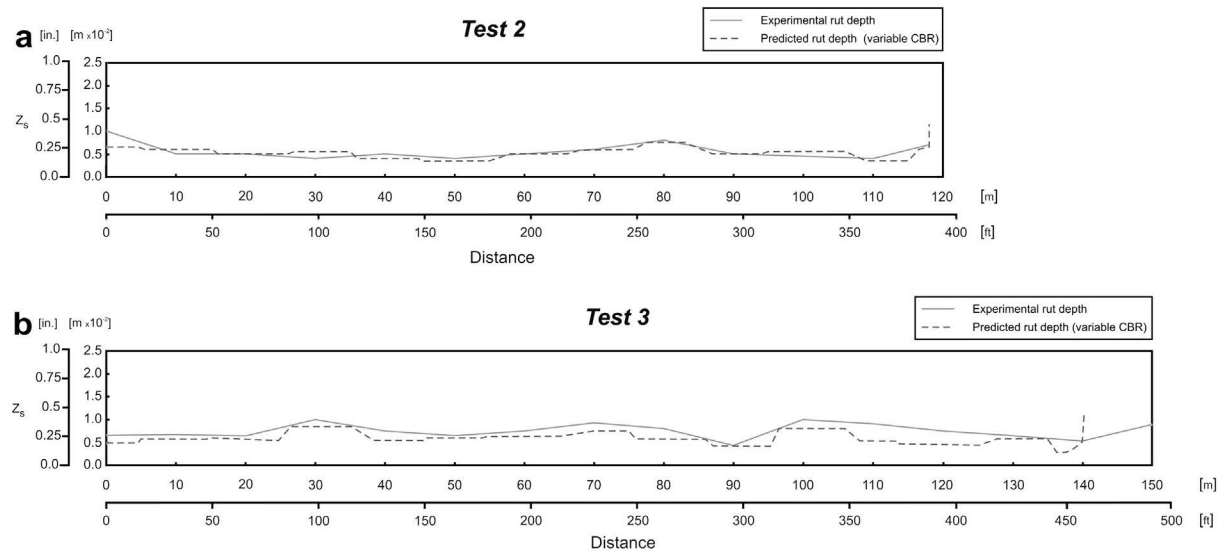 a [in.] [m x10⁻²] Test 2
Experimental rut depth
Predicted rut depth (variable CBR)
1.0 2.5
0.75 2.0
1.5
Zs 0.5
1.0
0.25 0.5
0.0 0.0
0 10 20 30 40 50 60 70 80 90 100 110 120 [m]
0 50 100 150 200 250 300 350 400 [ft]
Distance
b [in.] [m x10⁻²] Test 3
Experimental rut depth
Predicted rut depth (variable CBR)
1.0 2.5
0.75 2.0
1.5
Zs 0.5
1.0
0.25 0.5
0.0 0.0
0 10 20 30 40 50 60 70 80 90 100 110 120 130 140 150 [m]
0 50 100 150 200 250 300 350 400 450 500 [ft]
Distance